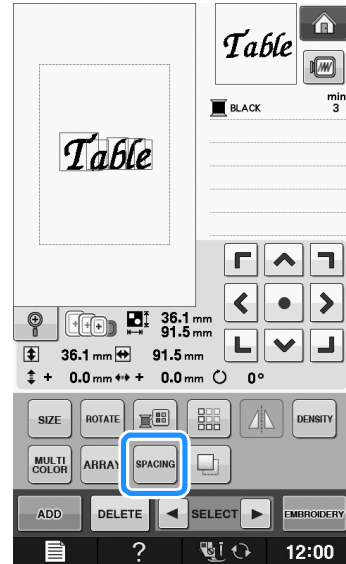 Table
BLACK
min
3
Table
36.1 mm
91.5 mm
36.1 mm 91.5 mm
+ 0.0 mm + 0.0 mm 0°
SIZE ROTATE DENSITY
MULTI COLOR ARRAY SPACING
ADD DELETE SELECT EMBROIDERY
? 12:00